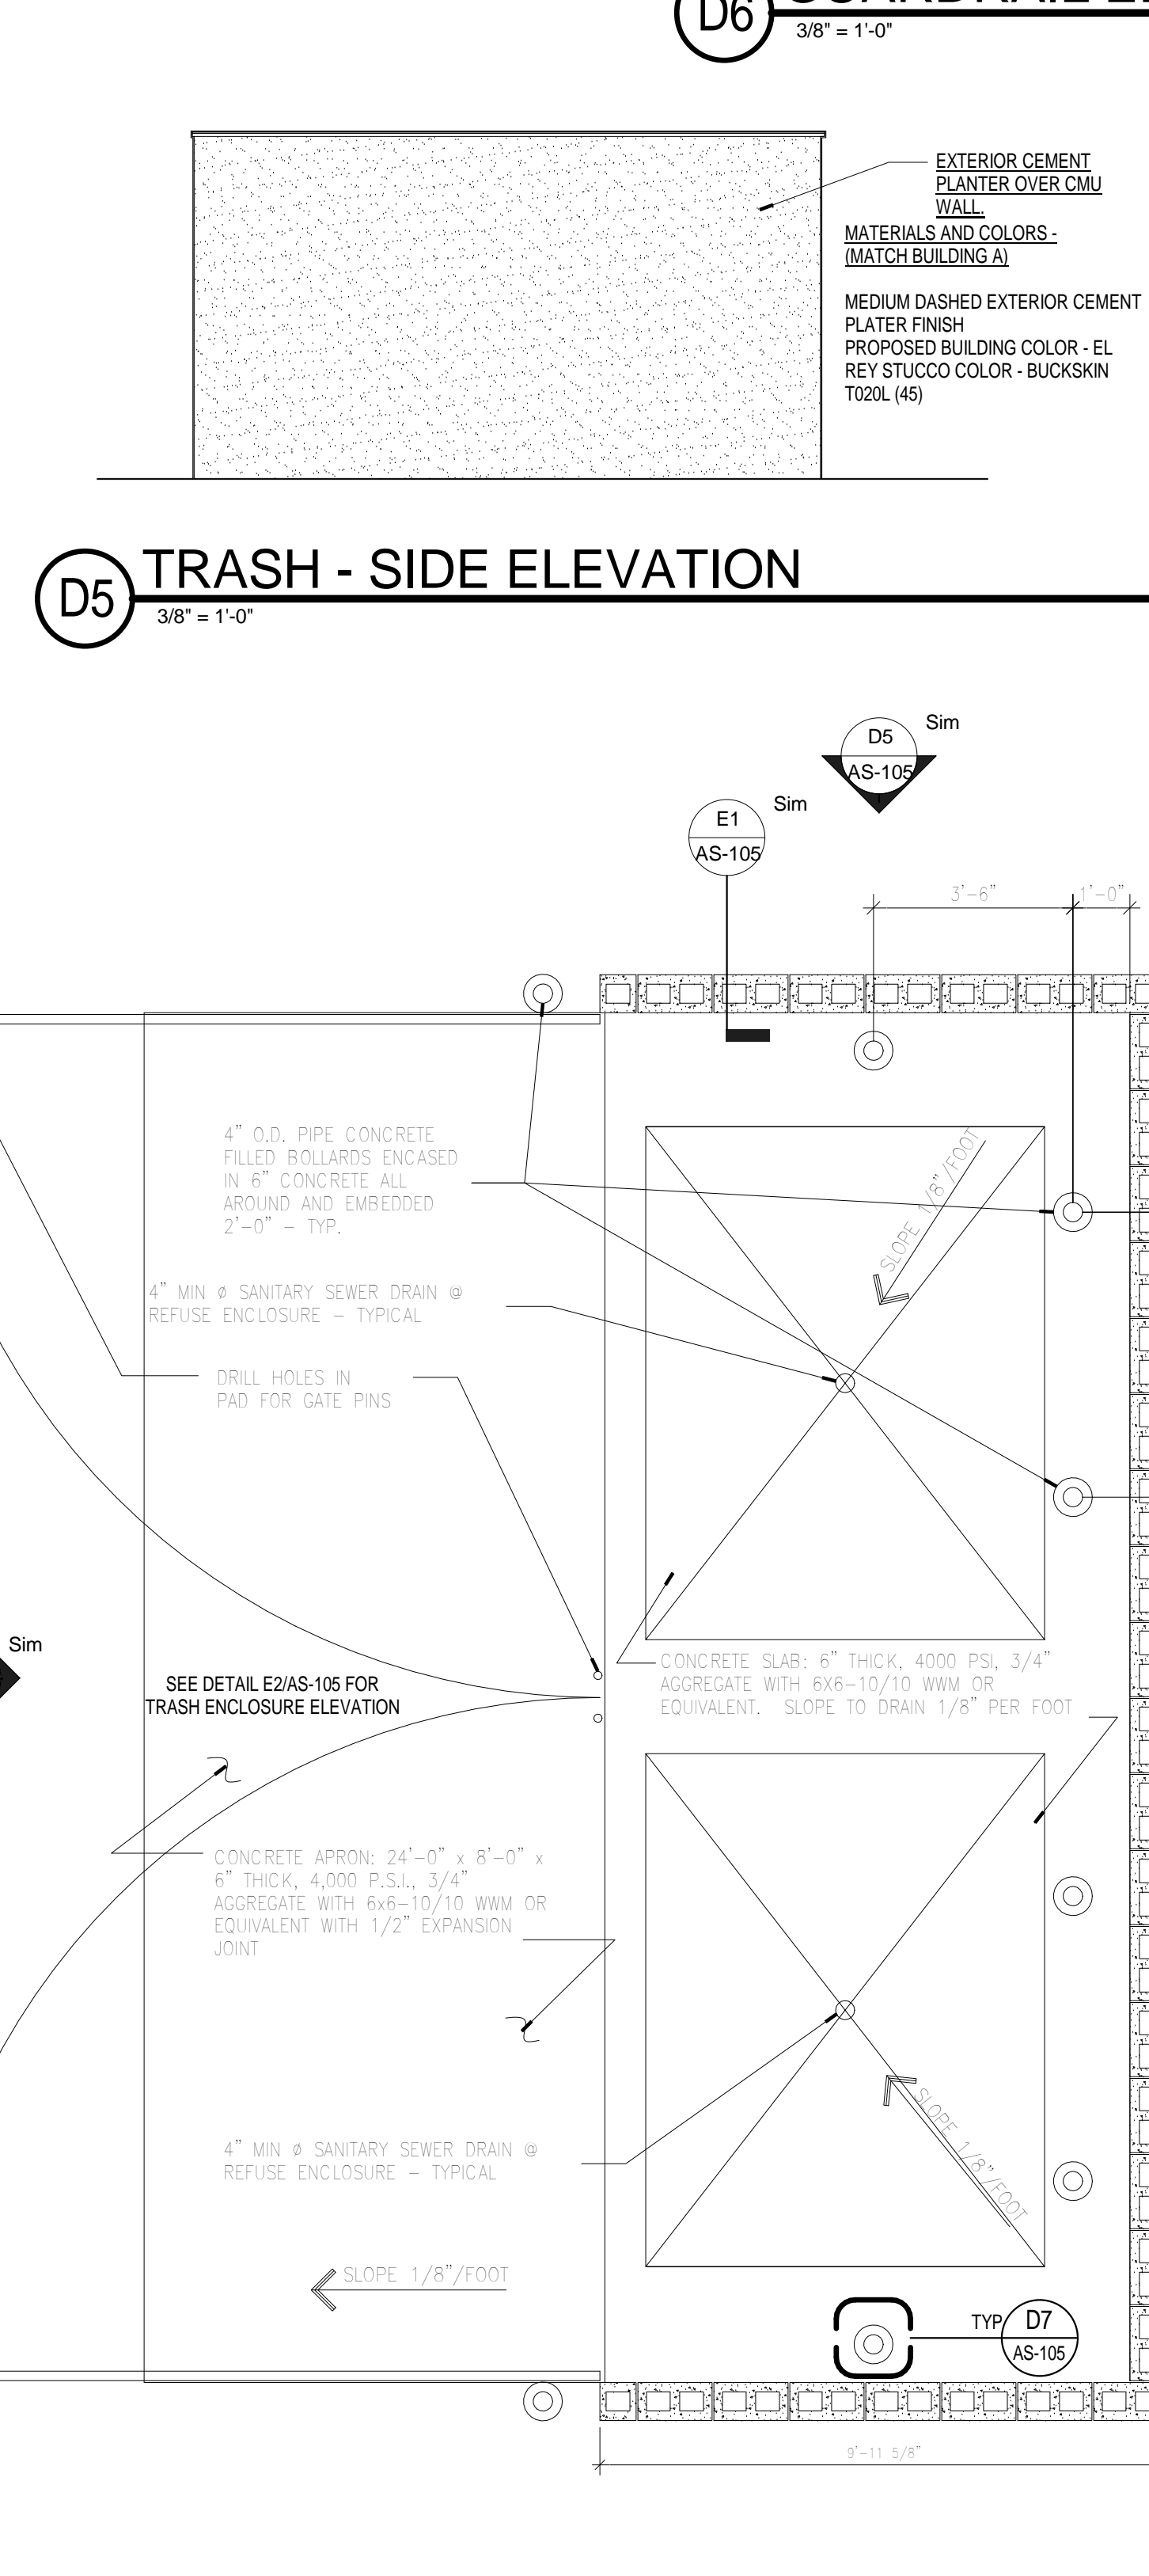 D6
3/8" = 1'-0"
EXTERIOR CEMENT
PLANTER OVER CMU
WALL.
MATERIALS AND COLORS -
(MATCH BUILDING A)
MEDIUM DASHED EXTERIOR CEMENT
PLATER FINISH
PROPOSED BUILDING COLOR - EL
REY STUCCO COLOR - BUCKSKIN
T020L (45)
D5
TRASH - SIDE ELEVATION
3/8" = 1'-0"
D5
AS-105
Sim
E1
AS-105
Sim
3'-6"
1'-0"
4" O.D. PIPE CONCRETE
FILLED BOLLARDS ENCASED
IN 6" CONCRETE ALL
AROUND AND EMBEDDED
2'-0" – TYP.
SLOPE 1/8"/FOOT
4" MIN ø SANITARY SEWER DRAIN @
REFUSE ENCLOSURE – TYPICAL
DRILL HOLES IN
PAD FOR GATE PINS
Sim
SEE DETAIL E2/AS-105 FOR
TRASH ENCLOSURE ELEVATION
CONCRETE SLAB: 6" THICK, 4000 PSI, 3/4"
AGGREGATE WITH 6X6-10/10 WWM OR
EQUIVALENT. SLOPE TO DRAIN 1/8" PER FOOT
CONCRETE APRON: 24'-0" x 8'-0" x
6" THICK, 4,000 P.S.I., 3/4"
AGGREGATE WITH 6x6-10/10 WWM OR
EQUIVALENT WITH 1/2" EXPANSION
JOINT
4" MIN ø SANITARY SEWER DRAIN @
REFUSE ENCLOSURE – TYPICAL
SLOPE 1/8"/FOOT
SLOPE 1/8"/FOOT
TYP
D7
AS-105
9'-11 5/8"